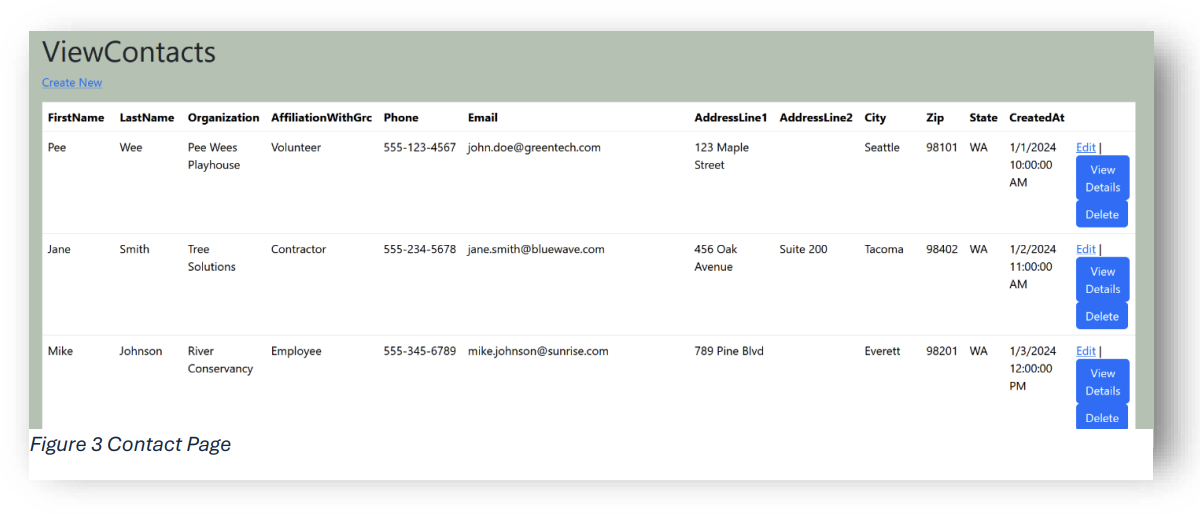 ViewContacts
Create New
FirstName LastName Organization AffiliationWithGrc Phone Email AddressLine1 AddressLine2 City Zip State CreatedAt
Pee Wee Pee Wees Volunteer 555-123-4567 john.doe@greentech.com 123 Maple Seattle 98101 WA 1/1/2024 Edit |
Playhouse Street 10:00:00 View
AM Details
Delete
Jane Smith Tree Contractor 555-234-5678 jane.smith@bluewave.com 456 Oak Suite 200 Tacoma 98402 WA 1/2/2024 Edit |
Solutions Avenue 11:00:00 View
AM Details
Delete
Mike Johnson River Employee 555-345-6789 mike.johnson@sunrise.com 789 Pine Blvd Everett 98201 WA 1/3/2024 Edit |
Conservancy 12:00:00 View
PM Details
Delete
Figure 3 Contact Page